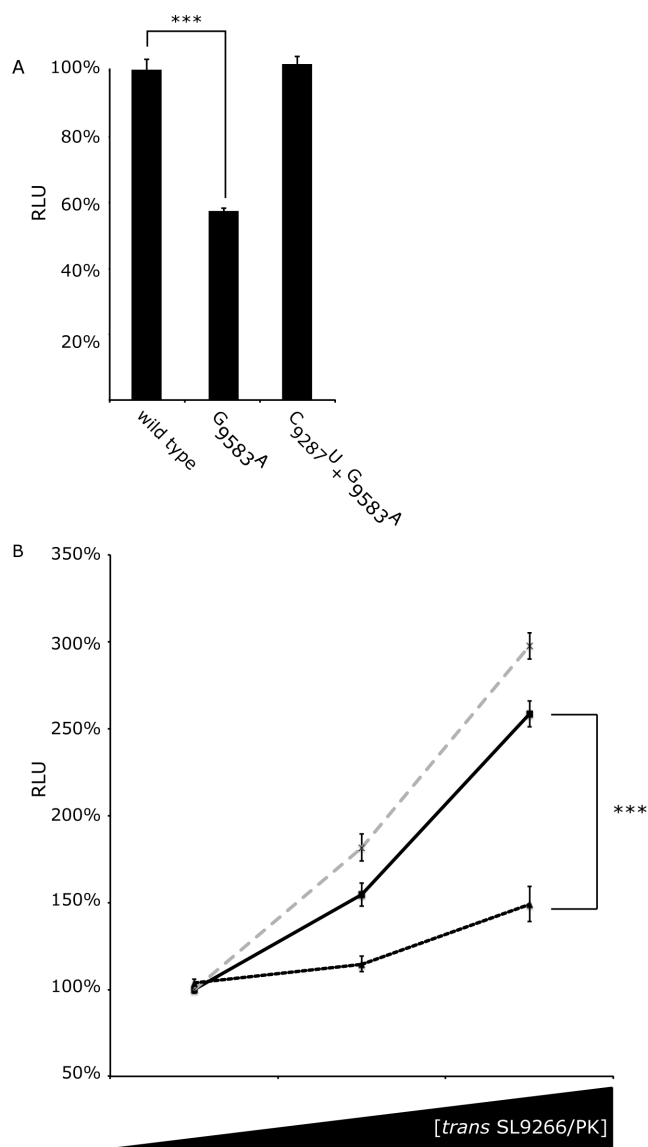 A
***
RLU
100%
80%
60%
40%
20%
wild type
G9583A
C9287U + G9583A
B
RLU
350%
300%
250%
200%
150%
100%
50%
***
[trans SL9266/PK]